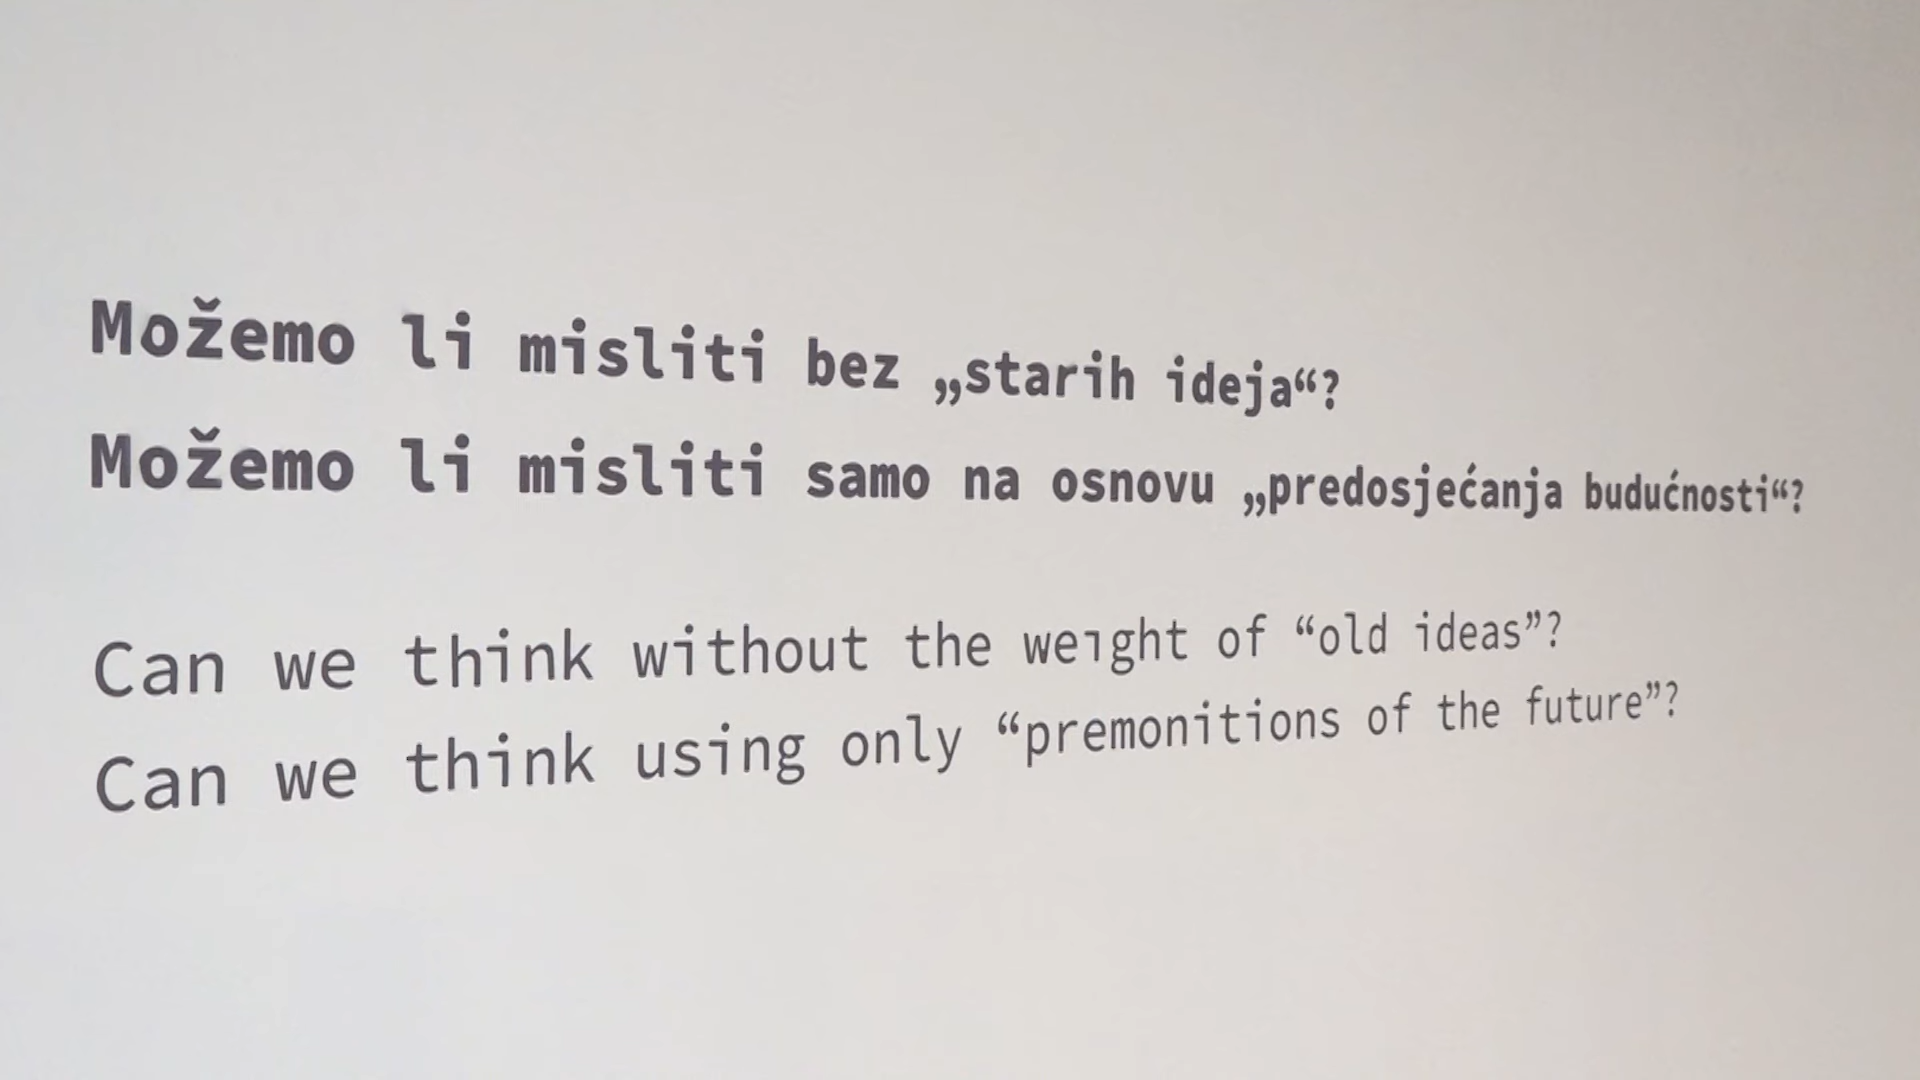 Možemo li misliti bez „starih ideja“?
Možemo li misliti samo na osnovu „predosjećanja budućnosti“?
Can we think without the weight of “old ideas”?
Can we think using only “premonitions of the future”?